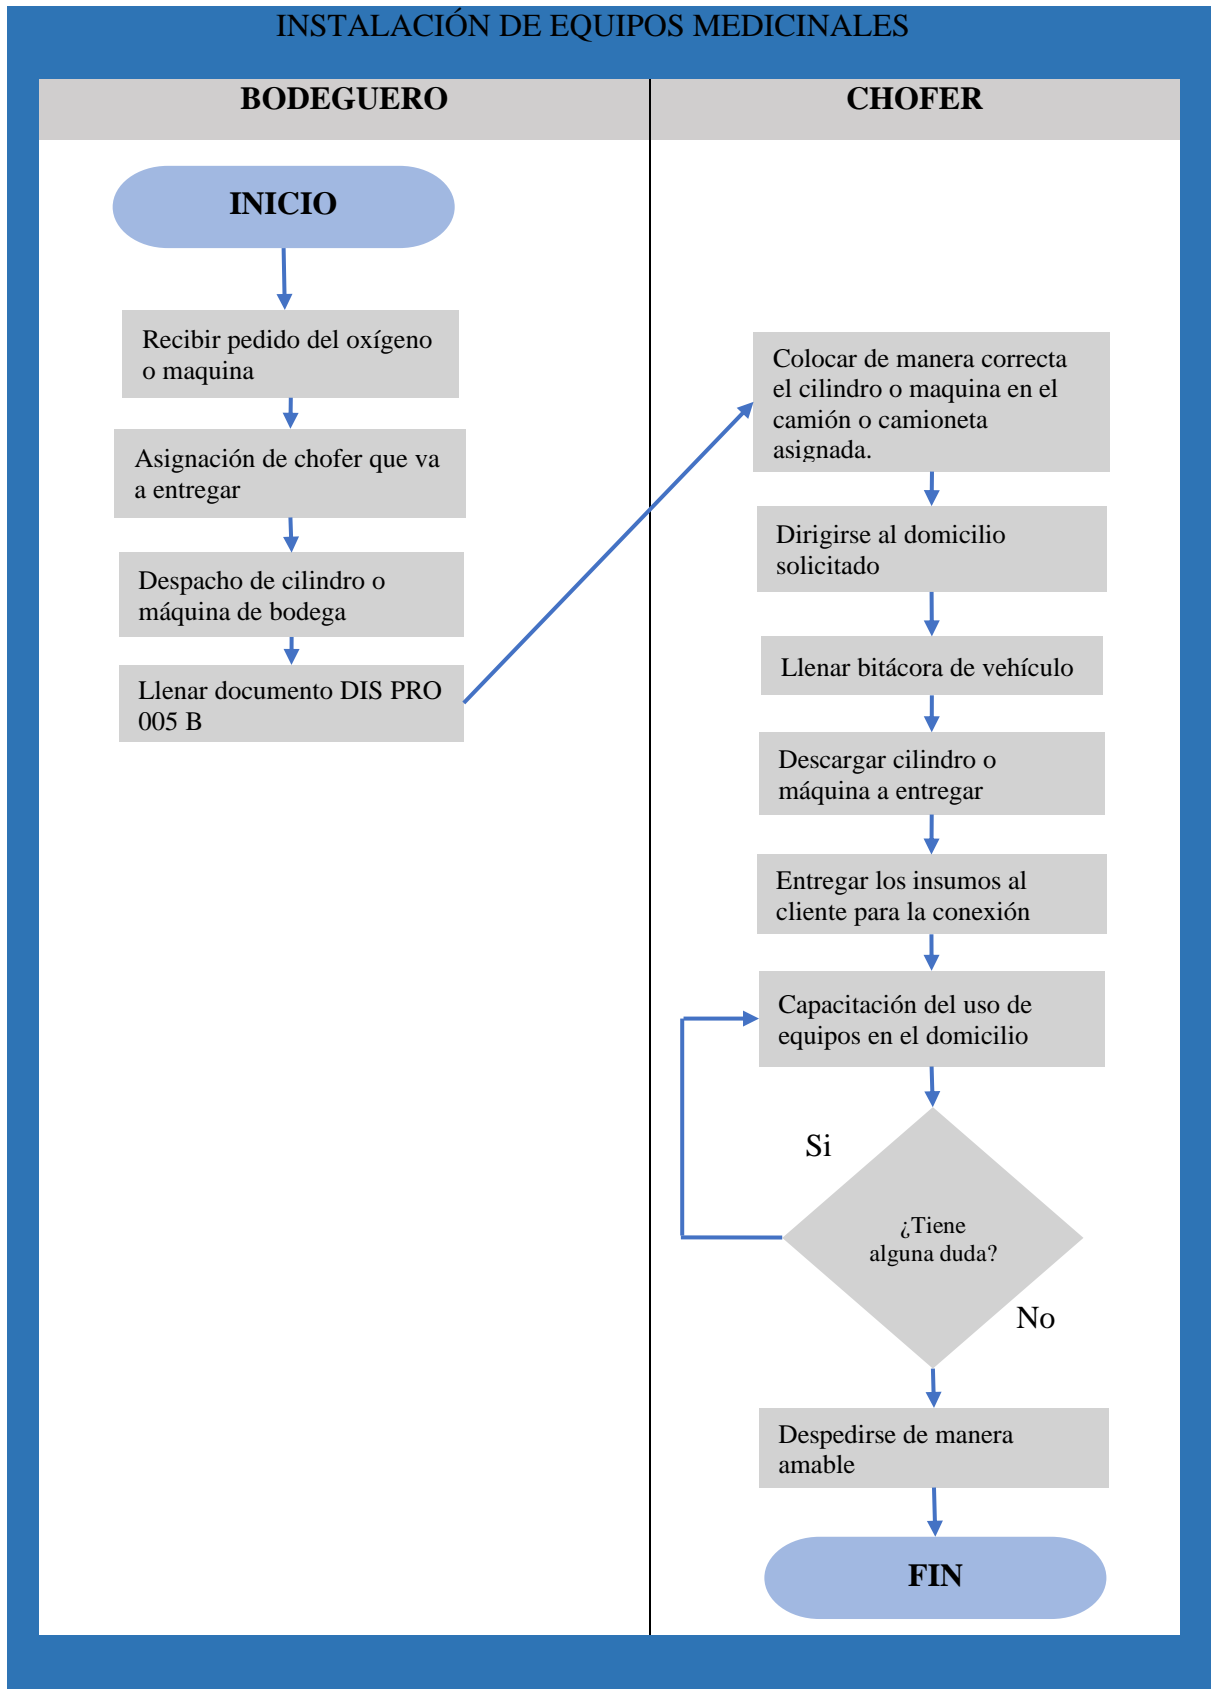 INSTALACIÓN DE EQUIPOS MEDICINALES
BODEGUERO
CHOFER
INICIO
Recibir pedido del oxígeno
o maquina
Asignación de chofer que va
a entregar
Despacho de cilindro o
máquina de bodega
Llenar documento DIS PRO
005 B
Colocar de manera correcta
el cilindro o maquina en el
camión o camioneta
asignada.
Dirigirse al domicilio
solicitado
Llenar bitácora de vehículo
Descargar cilindro o
máquina a entregar
Entregar los insumos al
cliente para la conexión
Capacitación del uso de
equipos en el domicilio
Si
¿Tiene
alguna duda?
No
Despedirse de manera
amable
FIN